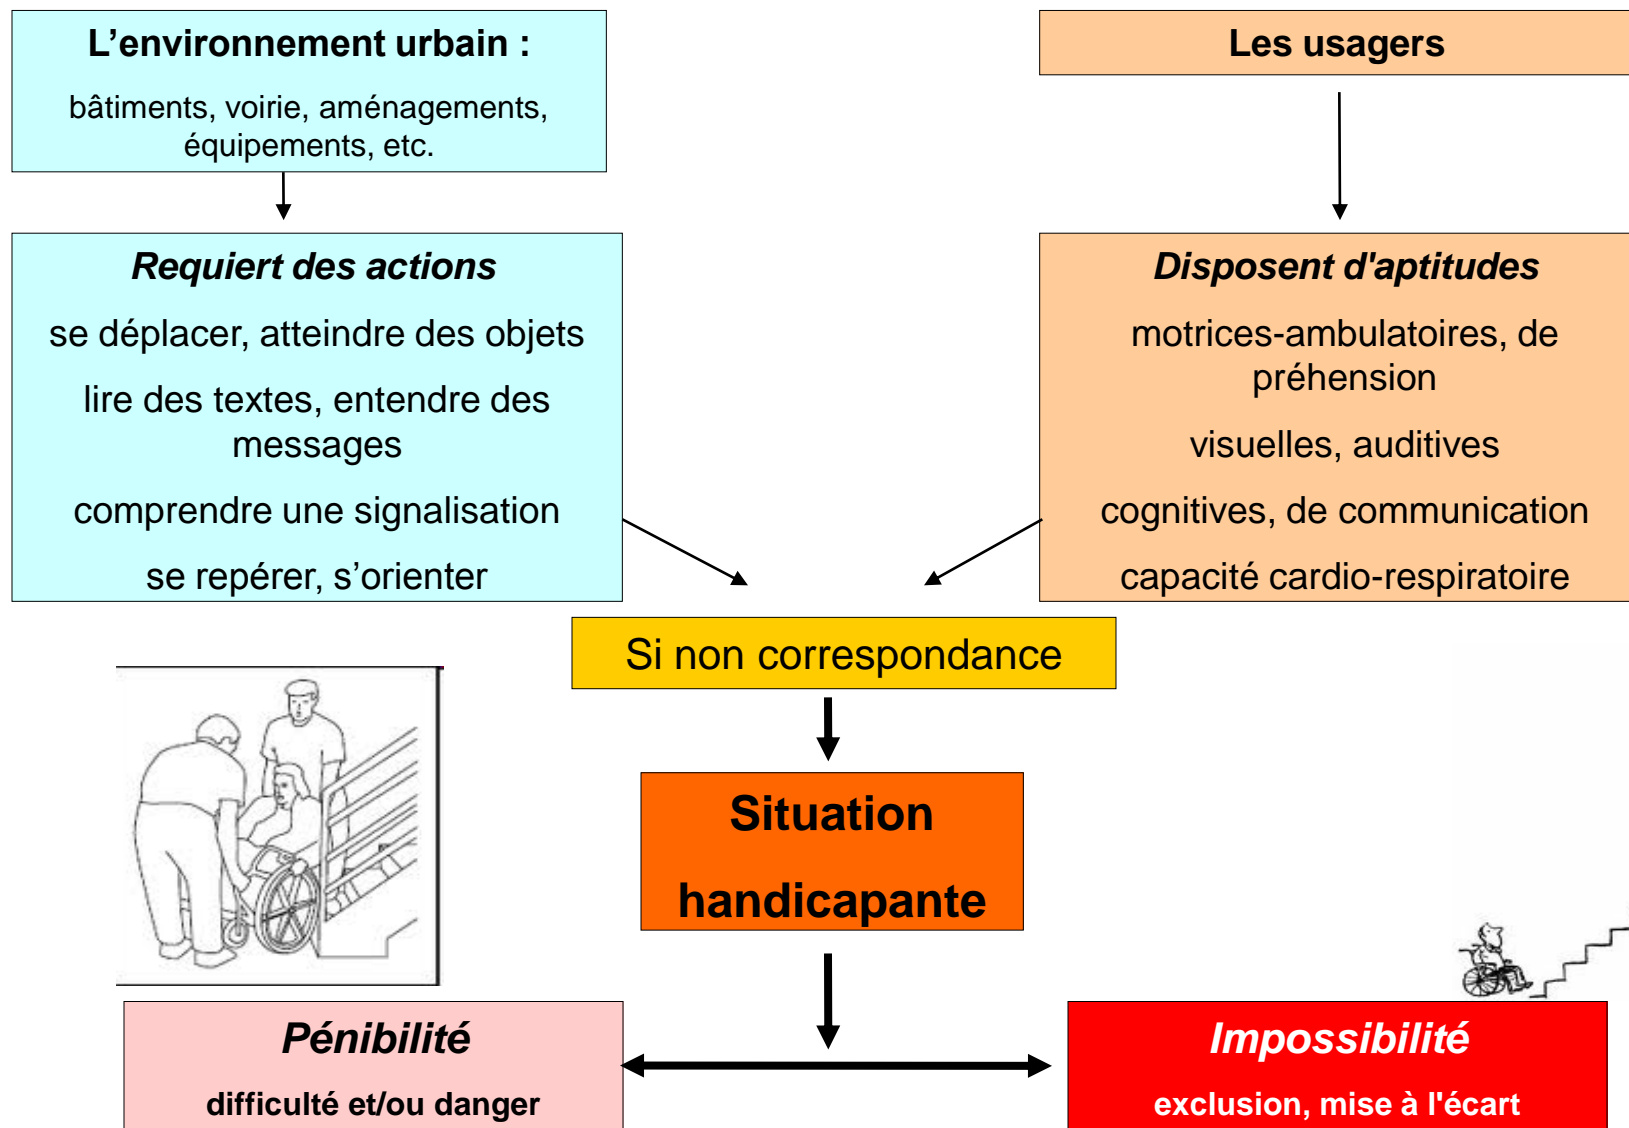 L’environnement urbain :
bâtiments, voirie, aménagements,
équipements, etc.
Les usagers
Requiert des actions
se déplacer, atteindre des objets
lire des textes, entendre des
messages
comprendre une signalisation
se repérer, s’orienter
Disposent d'aptitudes
motrices-ambulatoires, de
préhension
visuelles, auditives
cognitives, de communication
capacité cardio-respiratoire
Si non correspondance
Situation
handicapante
Pénibilité
difficulté et/ou danger
Impossibilité
exclusion, mise à l'écart